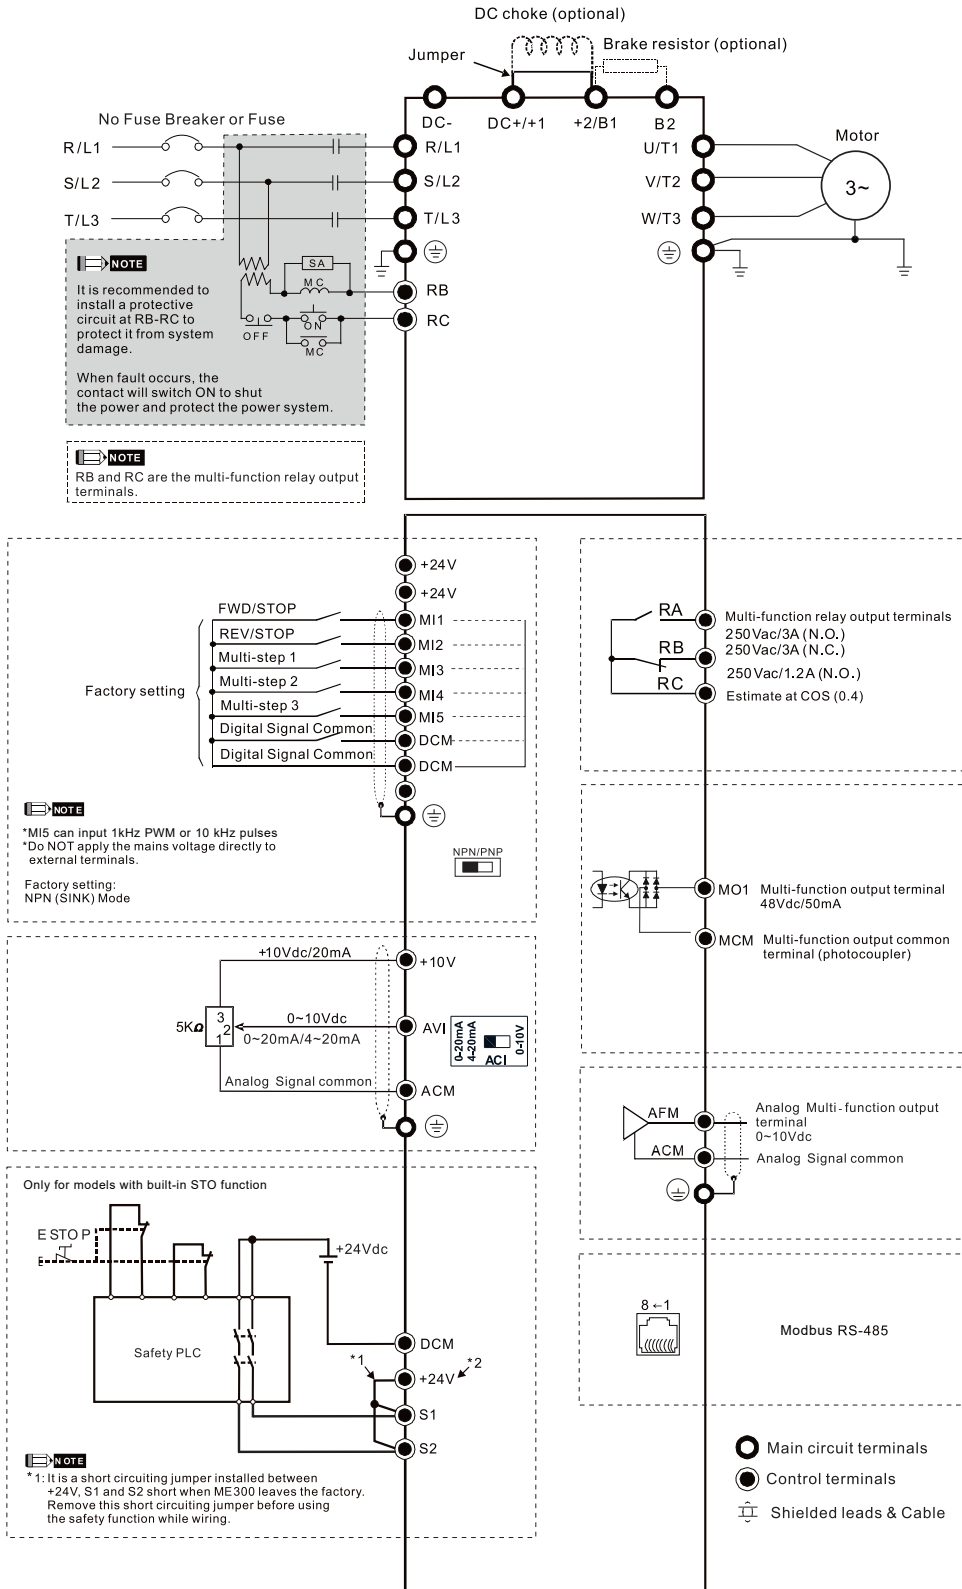 DC choke (optional)
Jumper
Brake resistor (optional)
DC-
DC+/+1
+2/B1
B2
No Fuse Breaker or Fuse
R/L1
S/L2
T/L3
R/L1
S/L2
T/L3
RB
RC
U/T1
V/T2
W/T3
Motor
3~
SA
MC
ON
OFF
MC
NOTE
It is recommended to
install a protective
circuit at RB-RC to
protect it from system
damage.
When fault occurs, the
contact will switch ON to shut
the power and protect the power system.
NOTE
RB and RC are the multi-function relay output
terminals.
+24V
+24V
FWD/STOP
MI1
REV/STOP
MI2
Multi-step 1
MI3
Multi-step 2
MI4
Multi-step 3
MI5
Digital Signal Common
DCM
Digital Signal Common
DCM
Factory setting
NOTE
*MI5 can input 1kHz PWM or 10 kHz pulses
*Do NOT apply the mains voltage directly to
external terminals.
Factory setting:
NPN (SINK) Mode
NPN/PNP
RA
RB
RC
Multi-function relay output terminals
250Vac/3A (N.O.)
250Vac/3A (N.C.)
250Vac/1.2A (N.O.)
Estimate at COS (0.4)
MO1
Multi-function output terminal
48Vdc/50mA
MCM
Multi-function output common
terminal (photocoupler)
+10Vdc/20mA
+10V
5KΩ
3
2
1
0~10Vdc
0~20mA/4~20mA
AVI
0-20mA
4-20mA
ACI
0-10V
Analog Signal common
ACM
AFM
Analog Multi-function output
terminal
0~10Vdc
ACM
Analog Signal common
Only for models with built-in STO function
E STO P
+24Vdc
Safety PLC
DCM
*1
+24V
*2
S1
S2
NOTE
*1: It is a short circuiting jumper installed between
+24V, S1 and S2 short when ME300 leaves the factory.
Remove this short circuiting jumper before using
the safety function while wiring.
8←1
Modbus RS-485
Main circuit terminals
Control terminals
Shielded leads & Cable